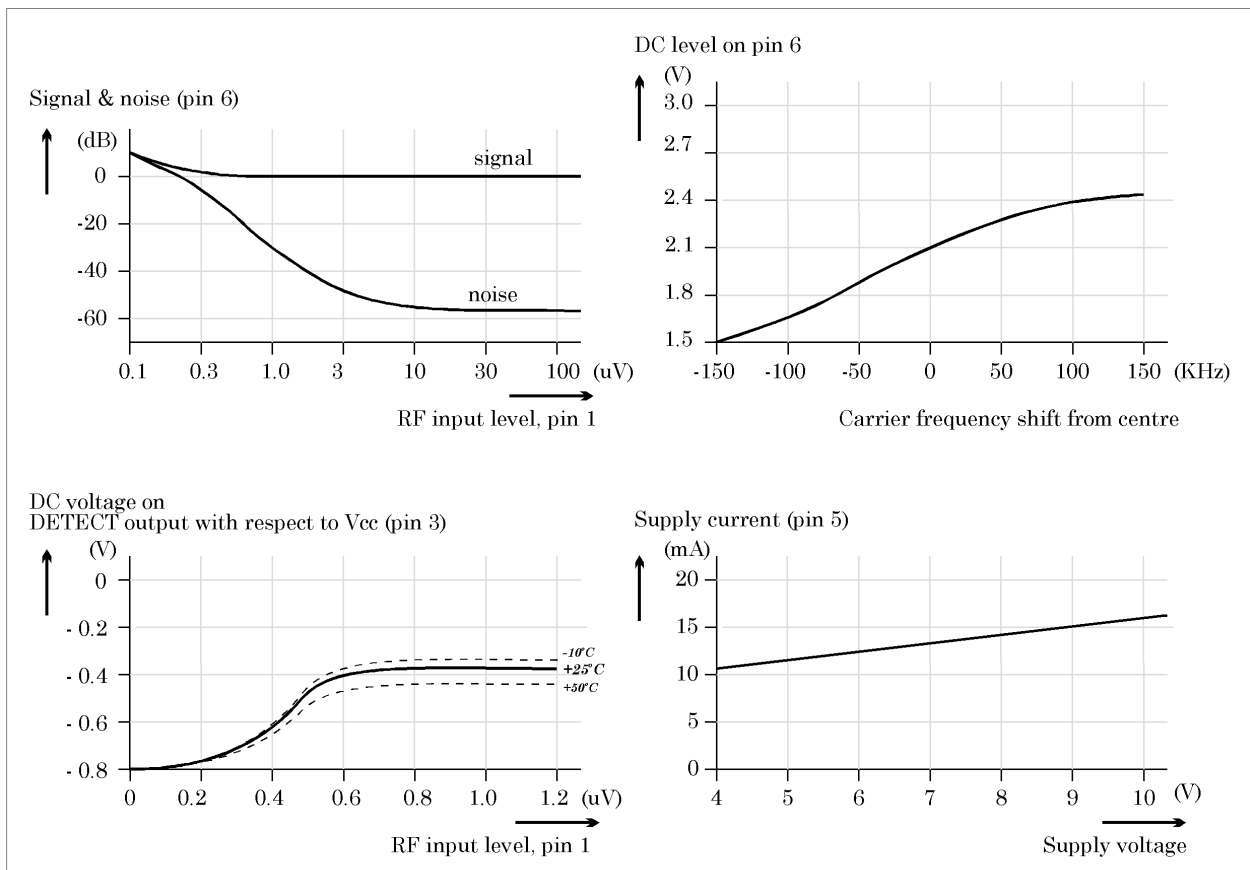 Signal & noise (pin 6)
(dB)
0
-20
-40
-60
signal
noise
0.1 0.3 1.0 3 10 30 100 (uV)
RF input level, pin 1
DC level on pin 6
(V)
3.0
2.7
2.4
2.1
1.8
1.5
-150 -100 -50 0 50 100 150 (KHz)
Carrier frequency shift from centre
DC voltage on
DETECT output with respect to Vcc (pin 3)
(V)
0
- 0.2
- 0.4
- 0.6
- 0.8
-10°C
+25°C
+50°C
0 0.2 0.4 0.6 0.8 1.0 1.2 (uV)
RF input level, pin 1
Supply current (pin 5)
(mA)
20
15
10
5
0
4 5 6 7 8 9 10 (V)
Supply voltage